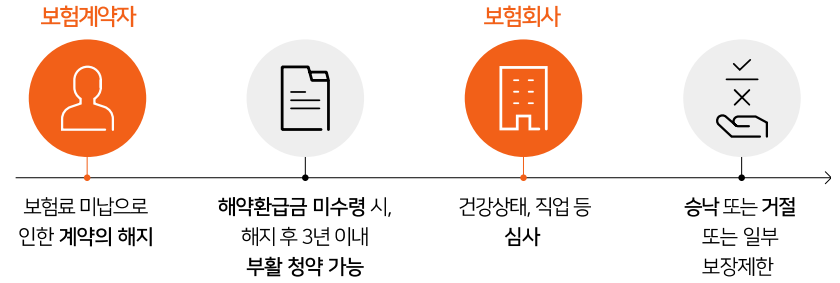 보험계약자
보험회사
보험료 미납으로
인한 계약의 해지
해약환급금 미수령 시,
해지 후 3년 이내
부활 청약 가능
건강상태, 직업 등
심사
승낙 또는 거절
또는 일부
보장제한